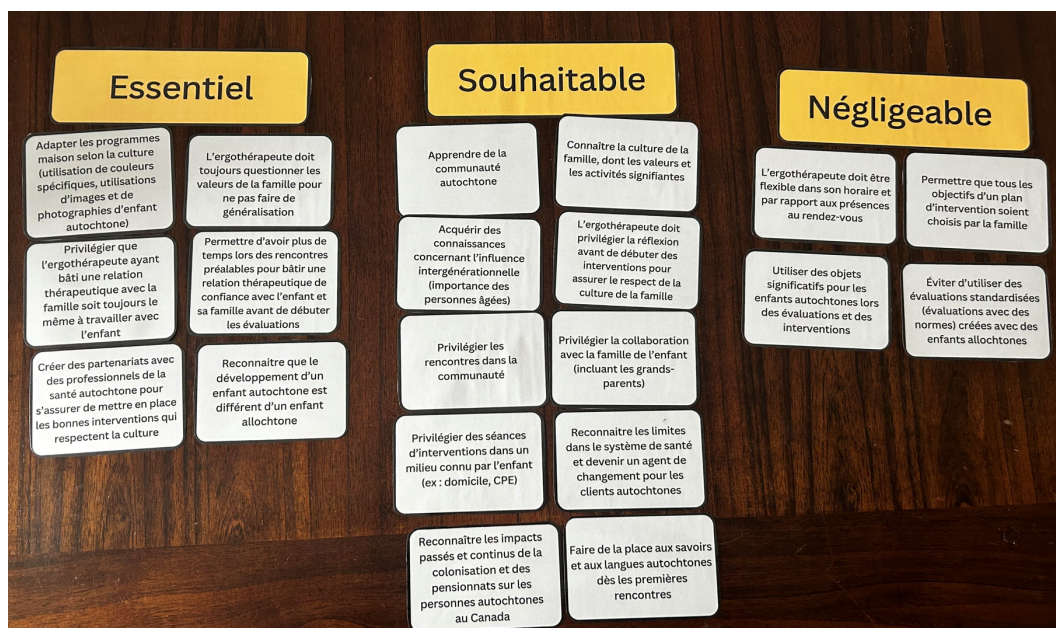 Essentiel
Adapter les programmes
maison selon la culture
(utilisation de couleurs
spécifiques, utilisations
d'images et de
photographies d'enfant
autochtone)
L'ergothérapeute doit
toujours questionner les
valeurs de la famille pour
ne pas faire de
généralisation
Privilégier que
l'ergothérapeute ayant
bâti une relation
thérapeutique avec la
famille soit toujours le
même à travailler avec
l'enfant
Permettre d'avoir plus de
temps lors des rencontres
préalables pour bâtir une
relation thérapeutique de
confiance avec l'enfant et
sa famille avant de débuter
les évaluations
Créer des partenariats avec
des professionnels de la
santé autochtone pour
s'assurer de mettre en place
les bonnes interventions qui
respectent la culture
Reconnaitre que le
développement d'un
enfant autochtone est
différent d'un enfant
allochtone
Souhaitable
Apprendre de la
communauté
autochtone
Connaître la culture de la
famille, dont les valeurs et
les activités signifiantes
Acquérir des
connaissances
concernant l'influence
intergénérationnelle
(importance des
personnes âgées)
L'ergothérapeute doit
privilégier la réflexion
avant de débuter des
interventions pour
assurer le respect de la
culture de la famille
Privilégier les
rencontres dans la
communauté
Privilégier la collaboration
avec la famille de l'enfant
(incluant les grands-
parents)
Privilégier des séances
d'interventions dans un
milieu connu par l'enfant
(ex : domicile, CPE)
Reconnaitre les limites
dans le système de santé
et devenir un agent de
changement pour les
clients autochtones
Reconnaître les impacts
passés et continus de la
colonisation et des
pensionnats sur les
personnes autochtones
au Canada
Faire de la place aux savoirs
et aux langues autochtones
dès les premières
rencontres
Négligeable
L'ergothérapeute doit être
flexible dans son horaire et
par rapport aux présences
au rendez-vous
Permettre que tous les
objectifs d'un plan
d'intervention soient
choisis par la famille
Utiliser des objets
significatifs pour les
enfants autochtones lors
des évaluations et des
interventions
Éviter d'utiliser des
évaluations standardisées
(évaluations avec des
normes) créées avec des
enfants allochtones